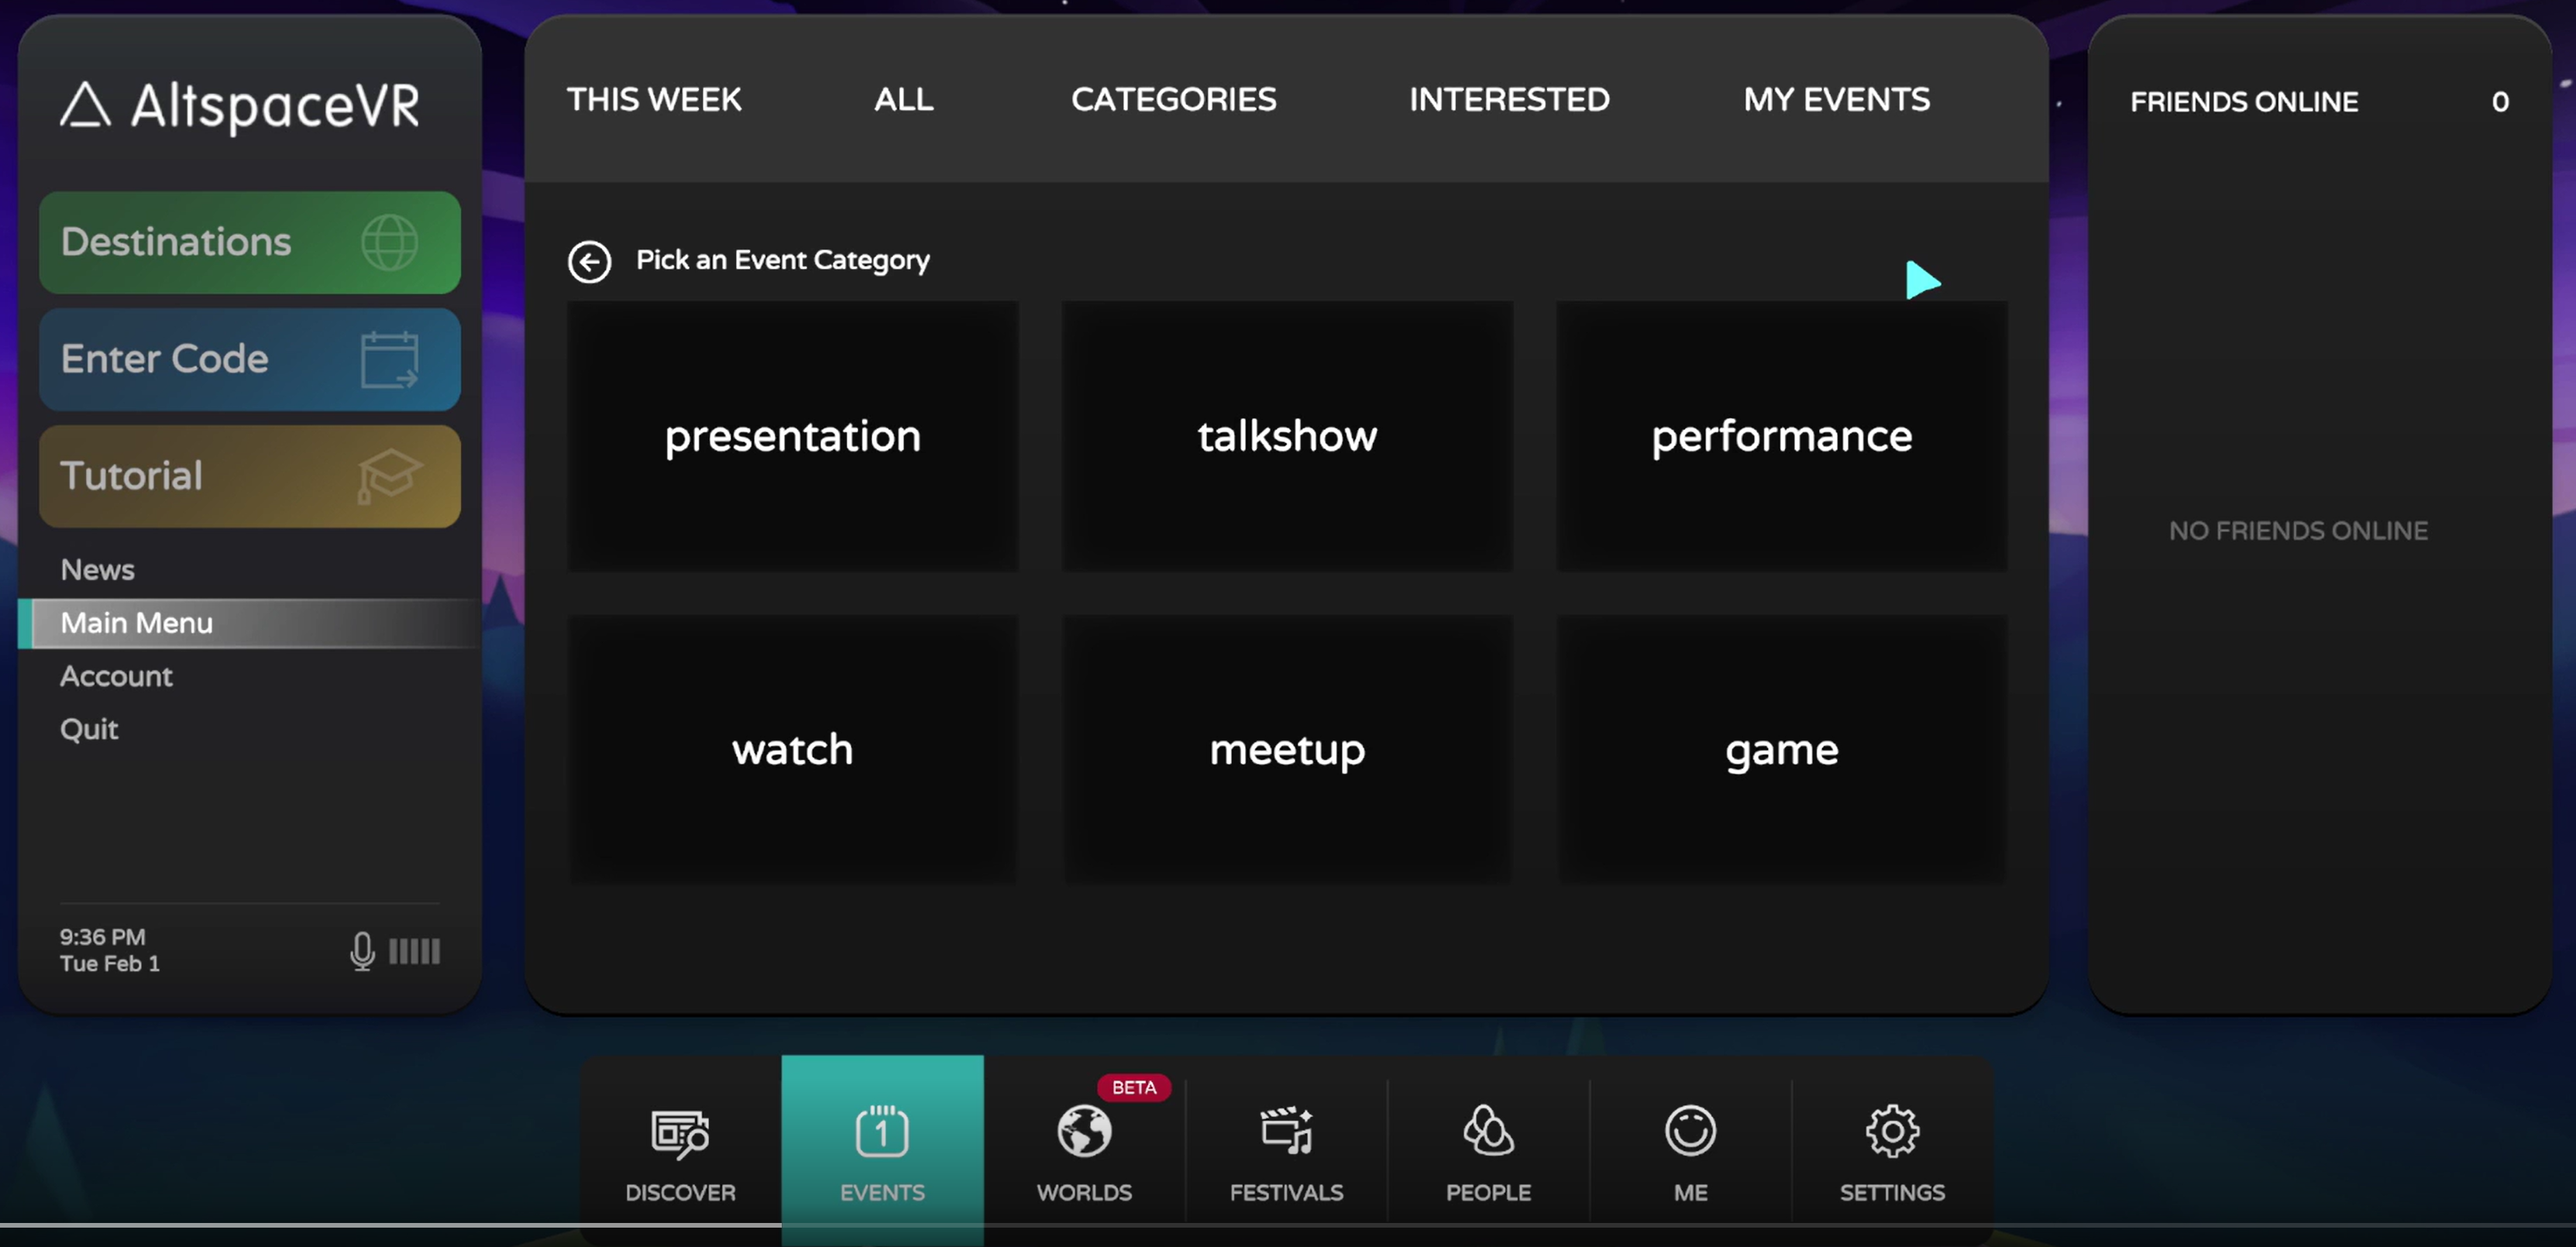 AltspaceVR
Destinations
Enter Code
Tutorial
News
Main Menu
Account
Quit
9:36 PM
Tue Feb 1
THIS WEEK ALL CATEGORIES INTERESTED MY EVENTS
Pick an Event Category
presentation talkshow performance
watch meetup game
FRIENDS ONLINE 0
NO FRIENDS ONLINE
BETA
1
DISCOVER EVENTS WORLDS FESTIVALS PEOPLE ME SETTINGS